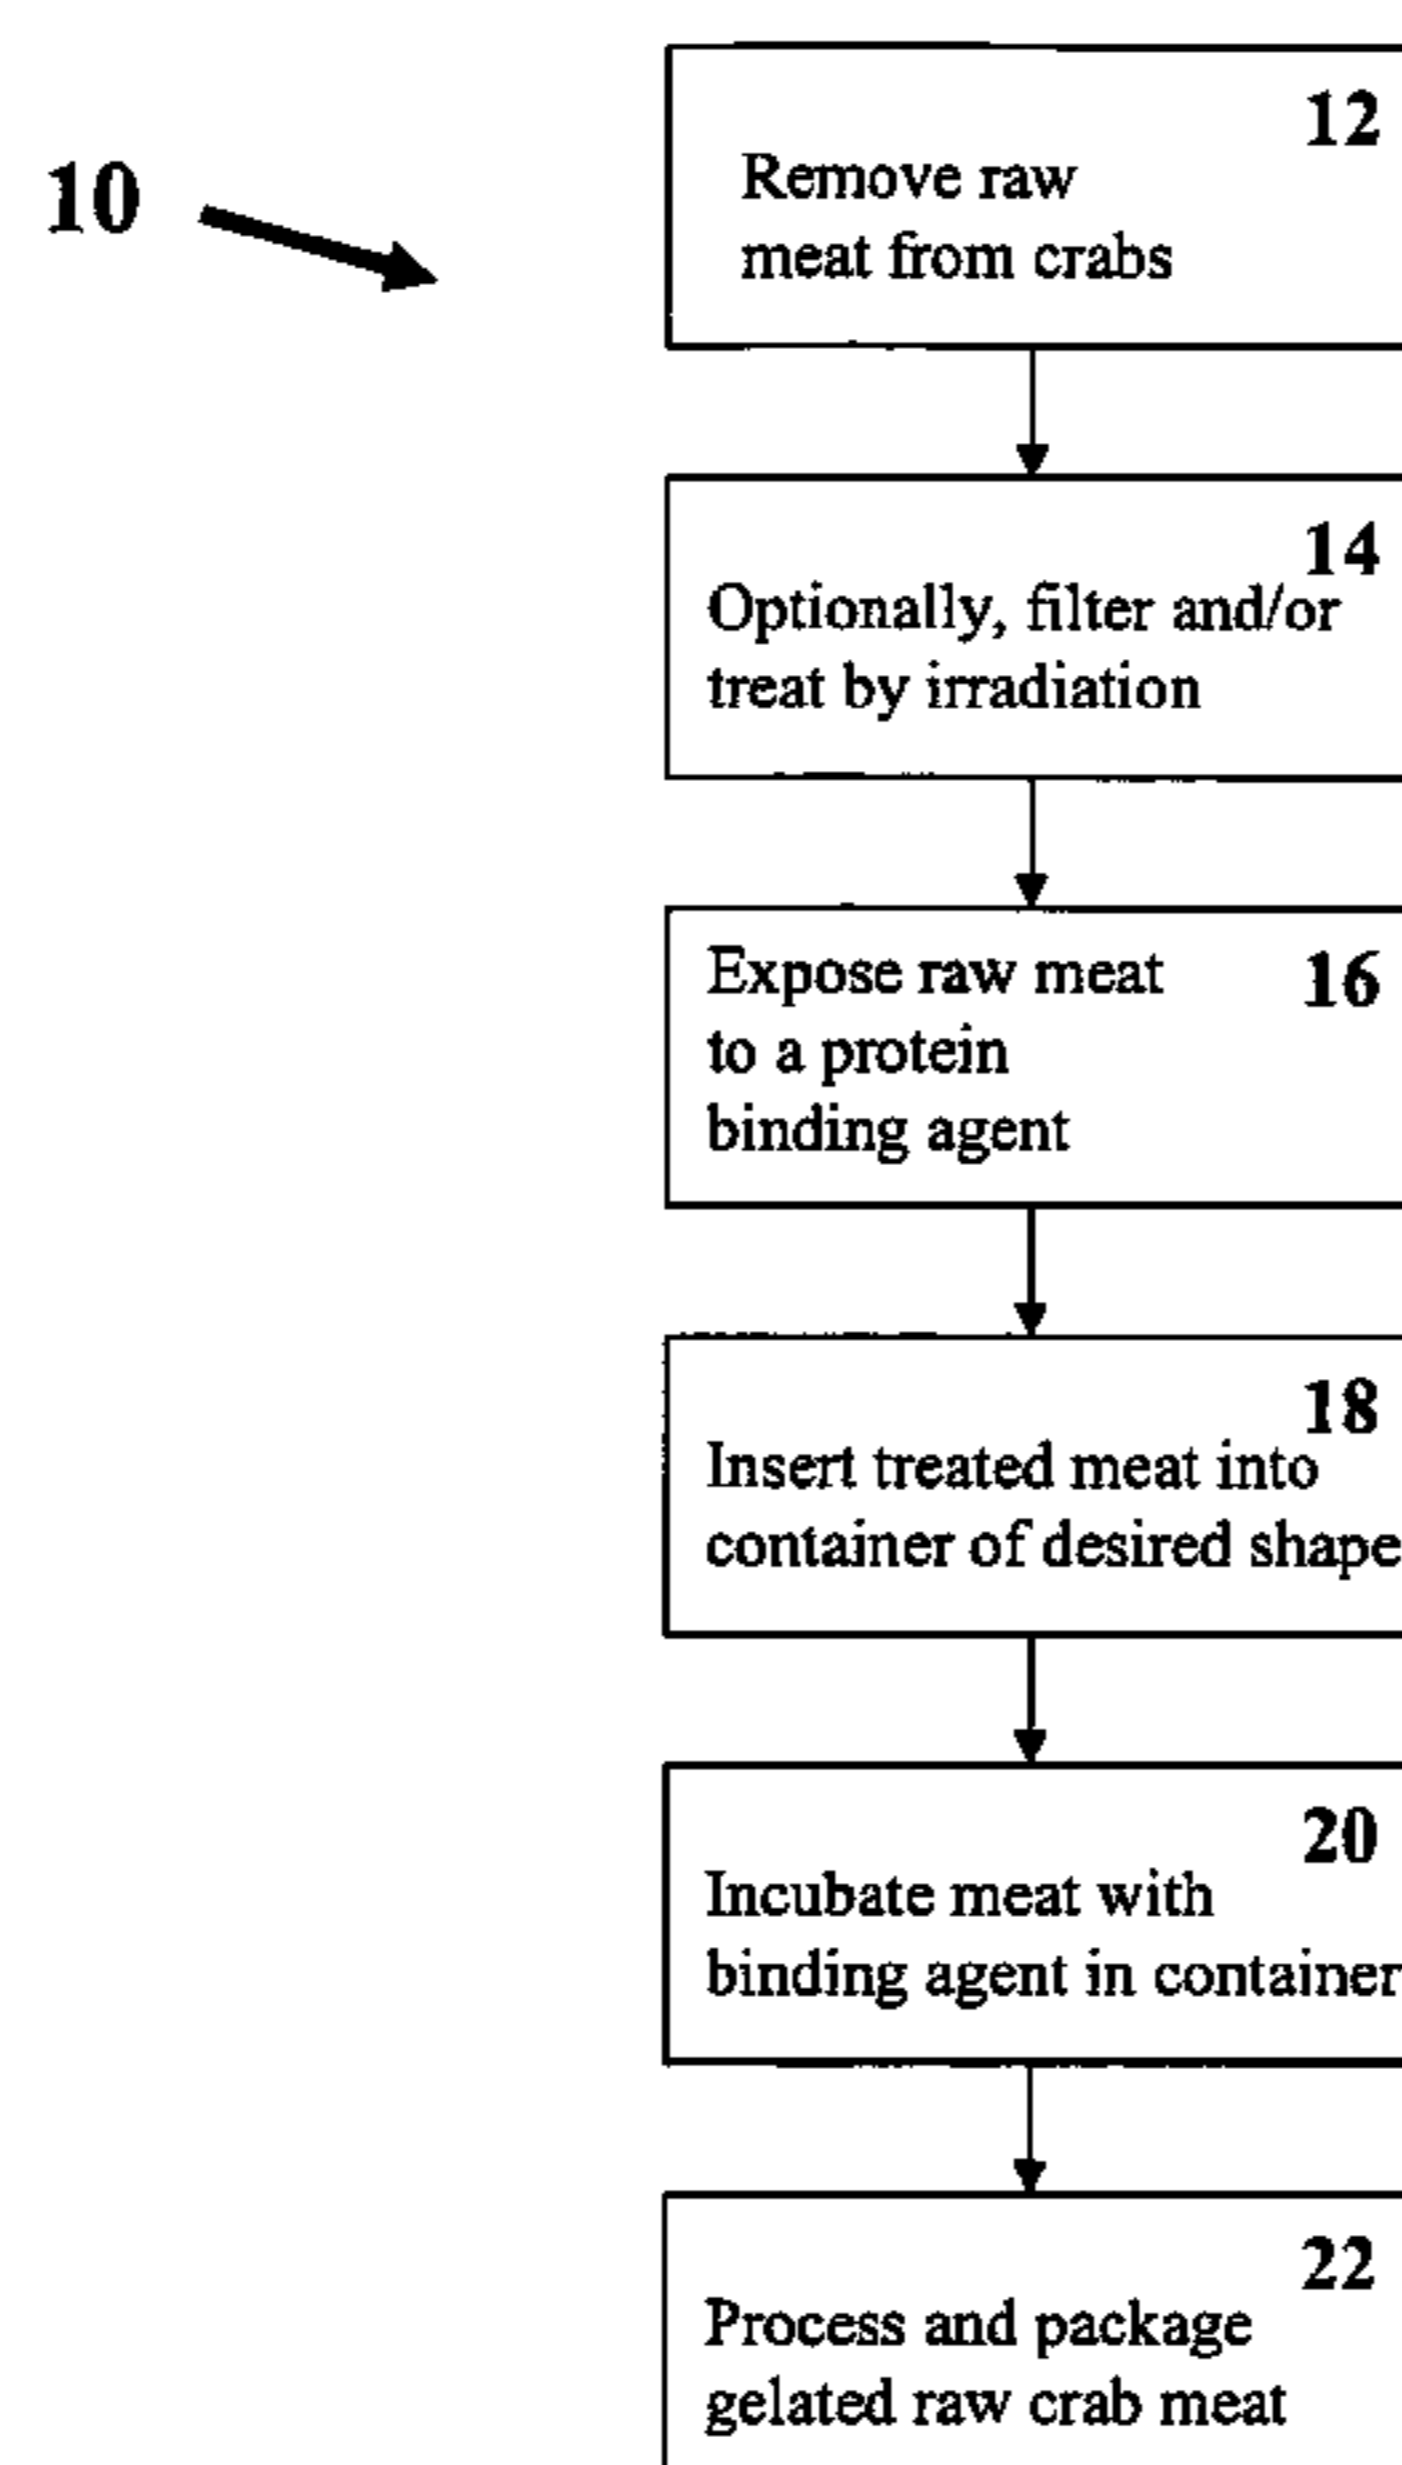 10
12
Remove raw
meat from crabs
14
Optionally, filter and/or
treat by irradiation
Expose raw meat 16
to a protein
binding agent
18
Insert treated meat into
container of desired shape
20
Incubate meat with
binding agent in container
22
Process and package
gelated raw crab meat